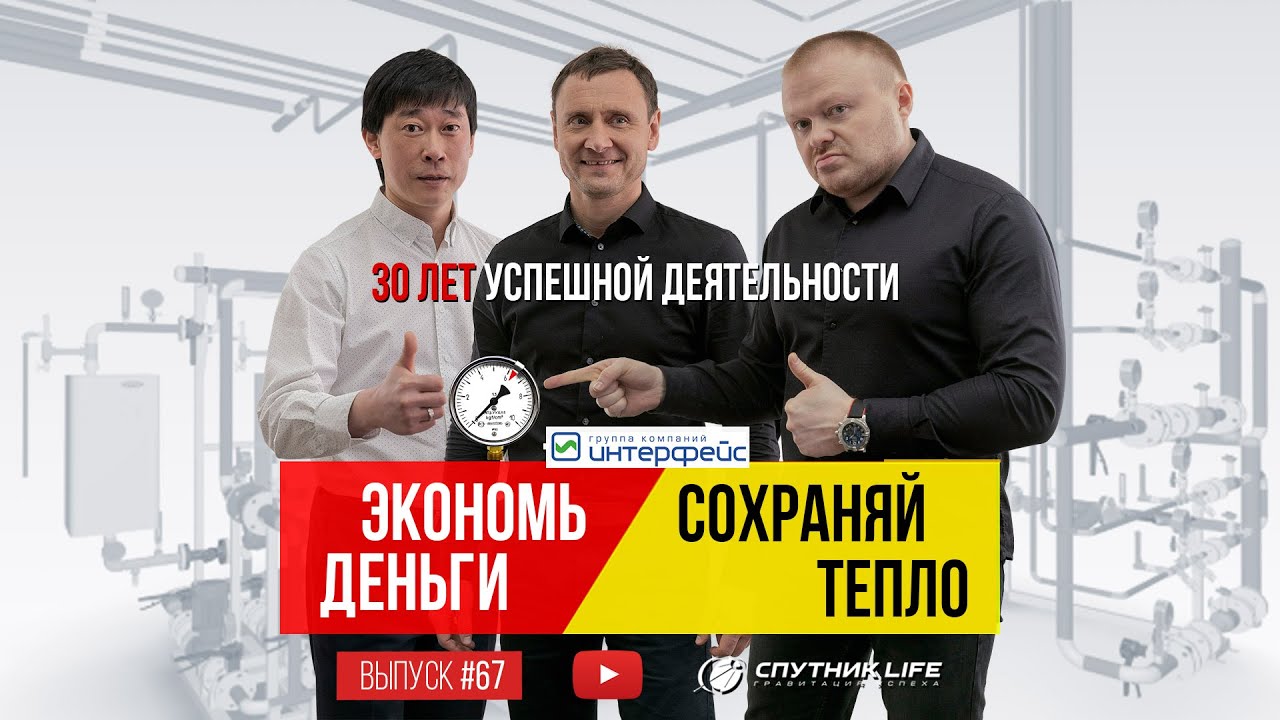 30 ЛЕТ УСПЕШНОЙ ДЕЯТЕЛЬНОСТИ
группа компаний
интерфейс
ЭКОНОМЬ
ДЕНЬГИ
СОХРАНЯЙ
ТЕПЛО
ВЫПУСК #67
СПУТНИК LIFE
ГРАВИТАЦИЯ УСПЕХА